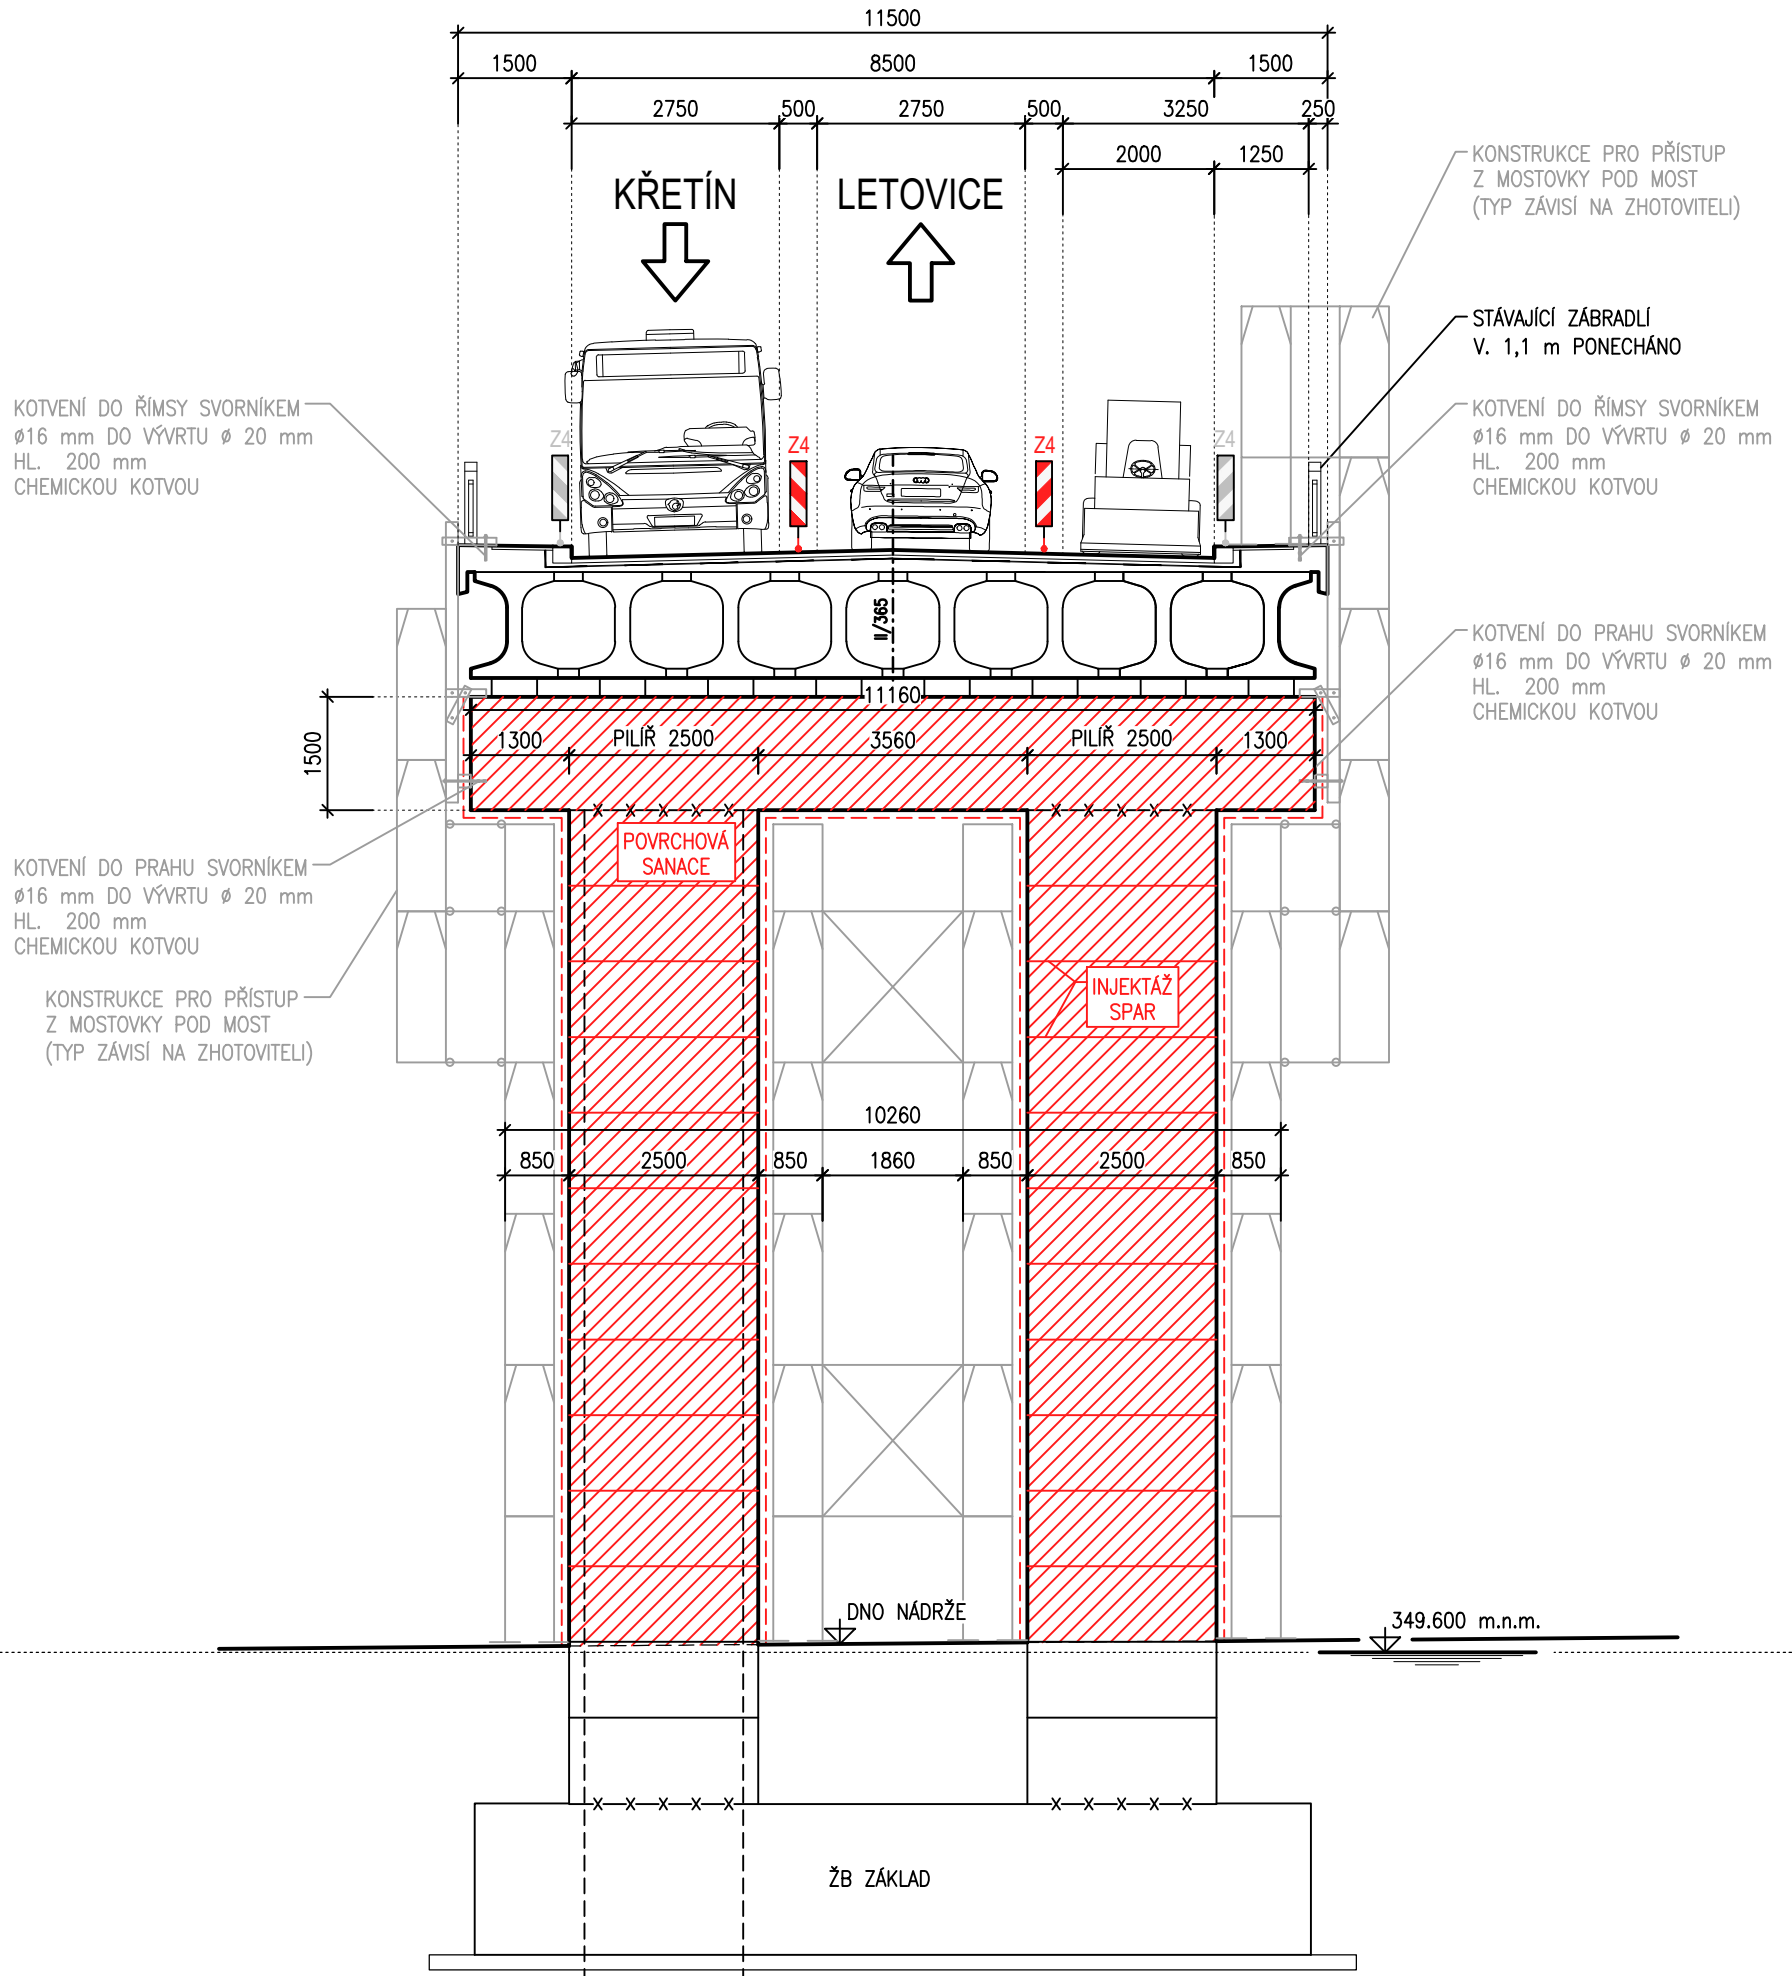 11500
1500 8500 1500
2750 500 2750 500 3250 250
2000 1250
KŘETÍN LETOVICE
KONSTRUKCE PRO PŘÍSTUP
Z MOSTOVKY POD MOST
(TYP ZÁVISÍ NA ZHOTOVITELI)
STÁVAJÍCÍ ZÁBRADLÍ
V. 1,1 m PONECHÁNO
KOTVENÍ DO ŘÍMSY SVORNÍKEM
ø16 mm DO VÝVRTU ø 20 mm
HL. 200 mm
CHEMICKOU KOTVOU
Z4
Z4
Z4
Z4
KOTVENÍ DO ŘÍMSY SVORNÍKEM
ø16 mm DO VÝVRTU ø 20 mm
HL. 200 mm
CHEMICKOU KOTVOU
II/365
KOTVENÍ DO PRAHU SVORNÍKEM
ø16 mm DO VÝVRTU ø 20 mm
HL. 200 mm
CHEMICKOU KOTVOU
11160
1300 PILÍŘ 2500 3560 PILÍŘ 2500 1300
1500
POVRCHOVÁ
SANACE
KOTVENÍ DO PRAHU SVORNÍKEM
ø16 mm DO VÝVRTU ø 20 mm
HL. 200 mm
CHEMICKOU KOTVOU
KONSTRUKCE PRO PŘÍSTUP
Z MOSTOVKY POD MOST
(TYP ZÁVISÍ NA ZHOTOVITELI)
INJEKTÁŽ
SPAR
10260
850 2500 850 1860 850 2500 850
DNO NÁDRŽE
349.600 m.n.m.
ŽB ZÁKLAD